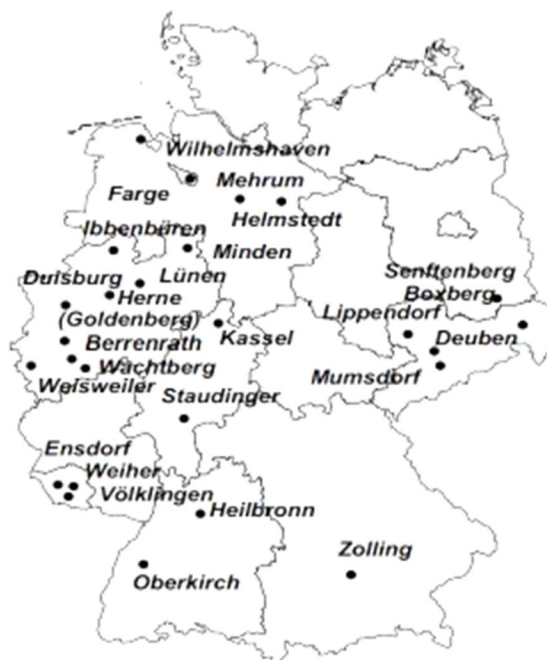 Wilhelmshaven
Farge
Mehrum
Helmstedt
Ibbenbüren
Minden
Duisburg
Lünen
Herne
(Goldenberg)
Berrenrath
Wachtberg
Weisweiler
Kassel
Staudinger
Senftenberg
Boxberg
Lippendorf
Deuben
Mumsdorf
Ensdorf
Weiher
Völklingen
Heilbronn
Oberkirch
Zolling